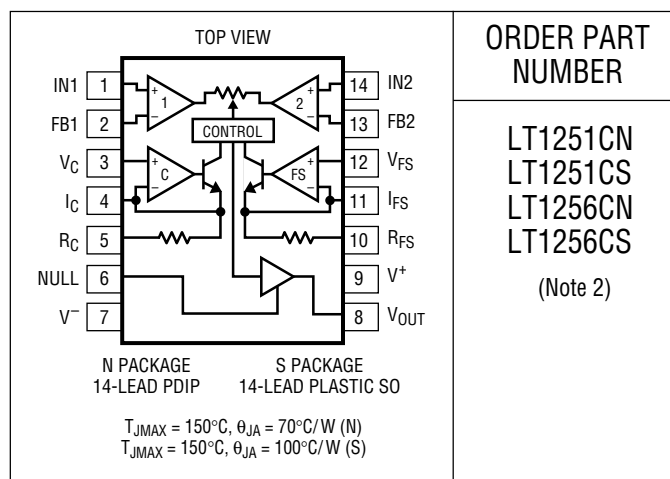 TOP VIEW
IN1 1
FB1 2
VC 3
IC 4
RC 5
NULL 6
V– 7
14 IN2
13 FB2
12 VFS
11 IFS
10 RFS
9 V+
8 VOUT
+
–
1
+
–
2
CONTROL
+
–
C
+
–
FS
N PACKAGE
14-LEAD PDIP
S PACKAGE
14-LEAD PLASTIC SO
TJMAX = 150°C, θJA = 70°C/W (N)
TJMAX = 150°C, θJA = 100°C/W (S)
ORDER PART
NUMBER
LT1251CN
LT1251CS
LT1256CN
LT1256CS
(Note 2)